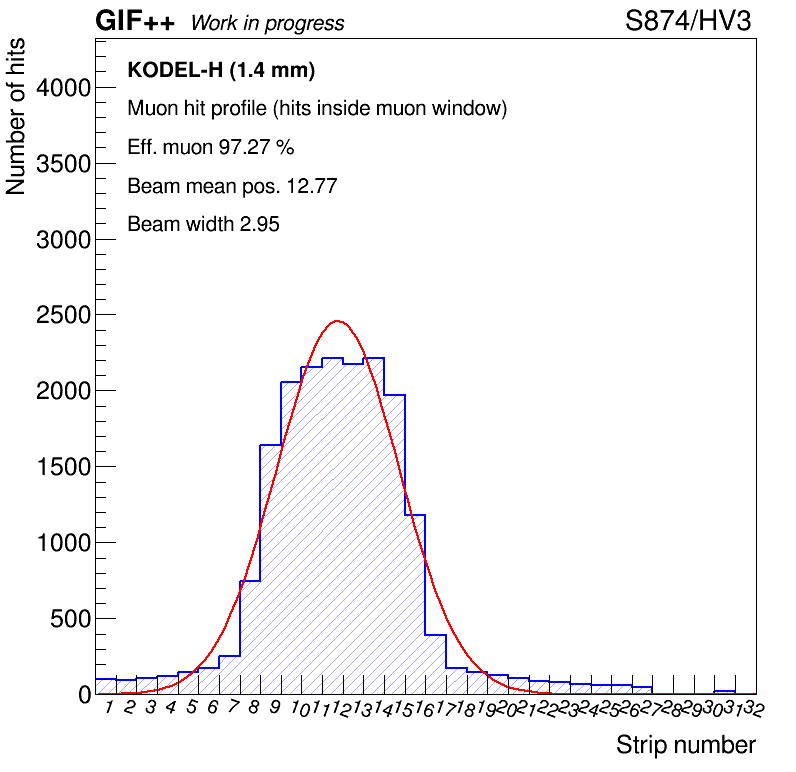 GIF++ Work in progress S874/HV3
Number of hits
KODEL-H (1.4 mm)
Muon hit profile (hits inside muon window)
Eff. muon 97.27 %
Beam mean pos. 12.77
Beam width 2.95
4000
3500
3000
2500
2000
1500
1000
500
0
1 2 3 4 5 6 7 8 9 10 11 12 13 14 15 16 17 18 19 20 21 22 23 24 25 26 27 28 29 30 31 32
Strip number